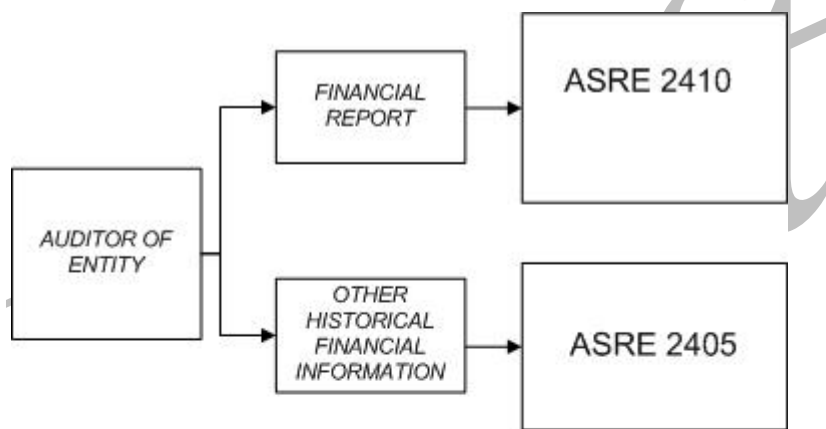 FINANCIAL
REPORT
ASRE 2410
AUDITOR OF
ENTITY
OTHER
HISTORICAL
FINANCIAL
INFORMATION
ASRE 2405